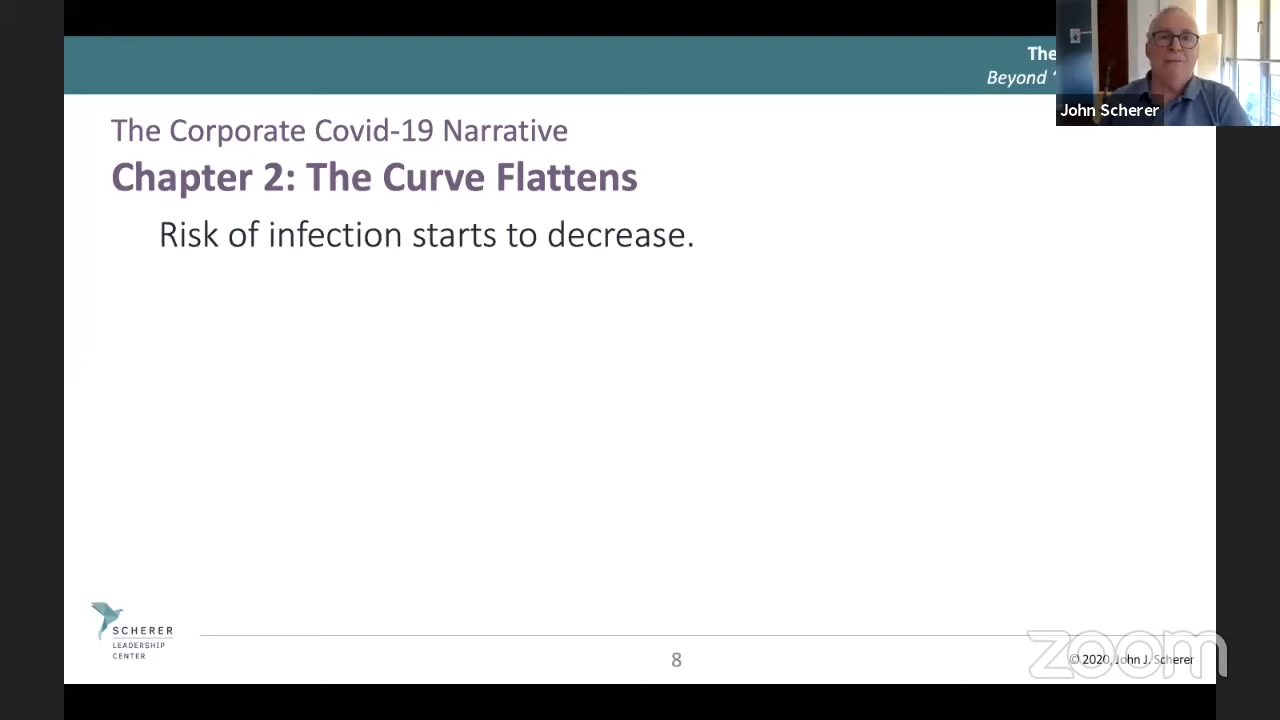 The
Beyond ‘
John Scherer
The Corporate Covid-19 Narrative
Chapter 2: The Curve Flattens
Risk of infection starts to decrease.
SCHERER
LEADERSHIP
CENTER
8
© 2020, John J. Scherer
zoom